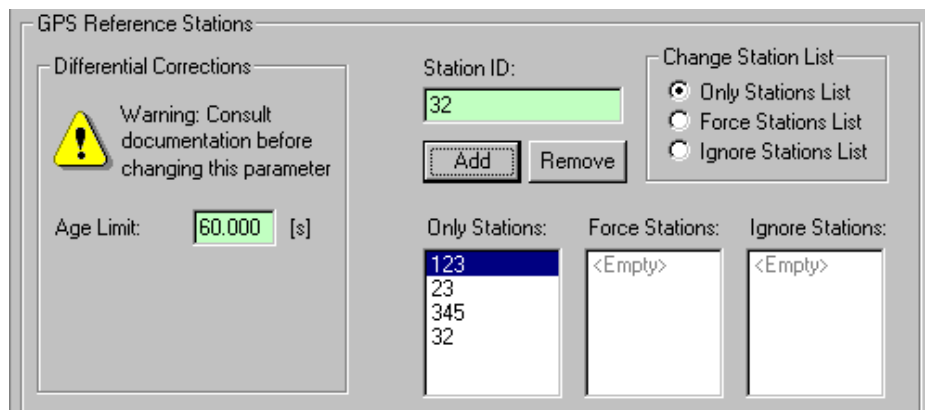 GPS Reference Stations
Differential Corrections
Warning: Consult
documentation before
changing this parameter
Age Limit: 60.000 [s]
Station ID:
32
Add Remove
Change Station List
Only Stations List
Force Stations List
Ignore Stations List
Only Stations:
123
23
345
32
Force Stations:
<Empty>
Ignore Stations:
<Empty>